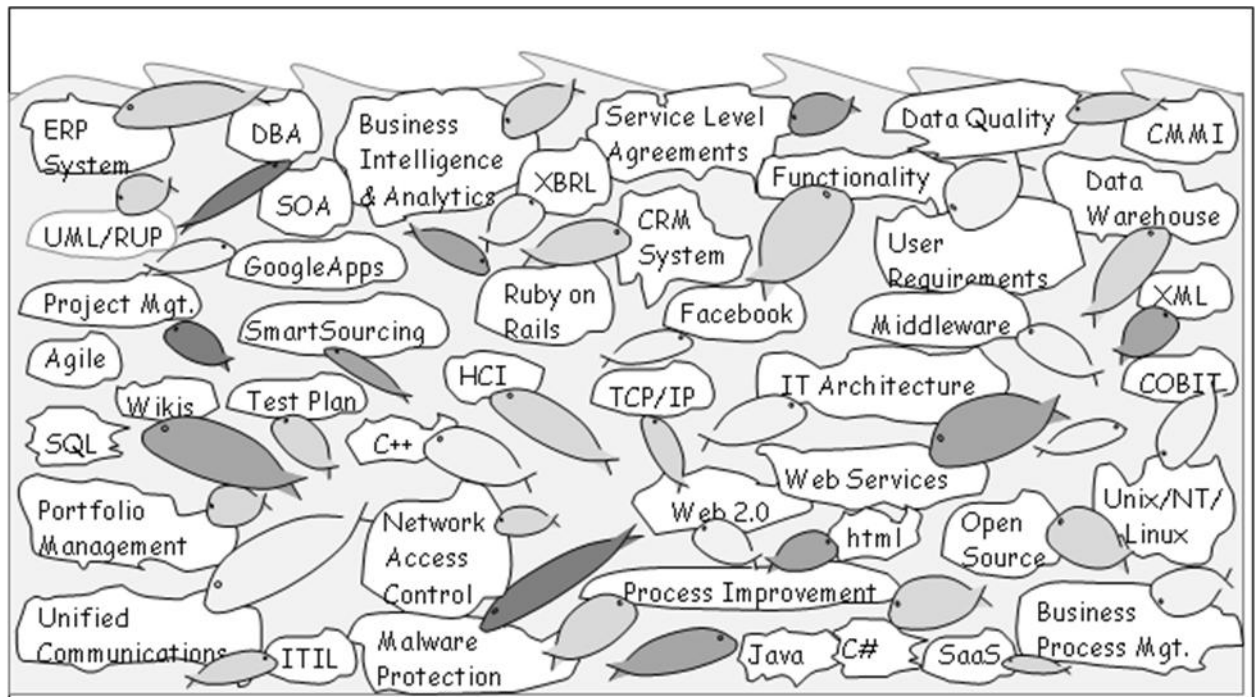 ERP
System
DBA
Business
Intelligence
& Analytics
Service Level
Agreements
Data Quality
CMMI
XBRL
Functionality
Data
Warehouse
SOA
UML/RUP
CRM
System
User
Requirements
GoogleApps
Project Mgt.
Ruby on
Rails
Facebook
Middleware
XML
SmartSourcing
Agile
HCI
TCP/IP
IT Architecture
COBIT
Wikis
Test Plan
SQL
C++
Web Services
Portfolio
Management
Network
Access
Control
Web 2.0
html
Open
Source
Unix/NT/
Linux
Process Improvement
Unified
Communications
Business
Process Mgt.
ITIL
Malware
Protection
Java
C#
SaaS